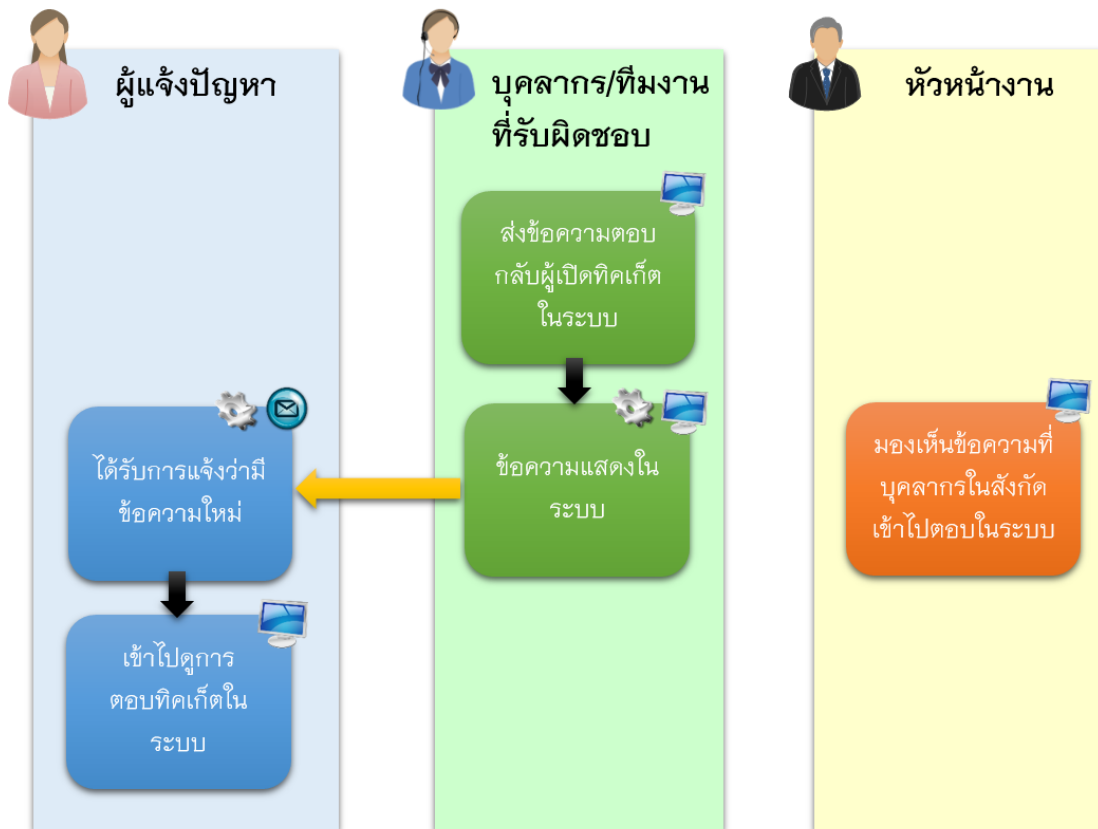 ผู้แจ้งปัญหา
บุคลากร/ทีมงาน
ที่รับผิดชอบ
หัวหน้างาน
ส่งข้อความตอบ
กลับผู้เปิดทิคเก็ต
ในระบบ
ได้รับการแจ้งว่ามี
ข้อความใหม่
ข้อความแสดงใน
ระบบ
มองเห็นข้อความที่
บุคลากรในสังกัด
เข้าไปตอบในระบบ
เข้าไปดูการ
ตอบทิคเก็ตใน
ระบบ